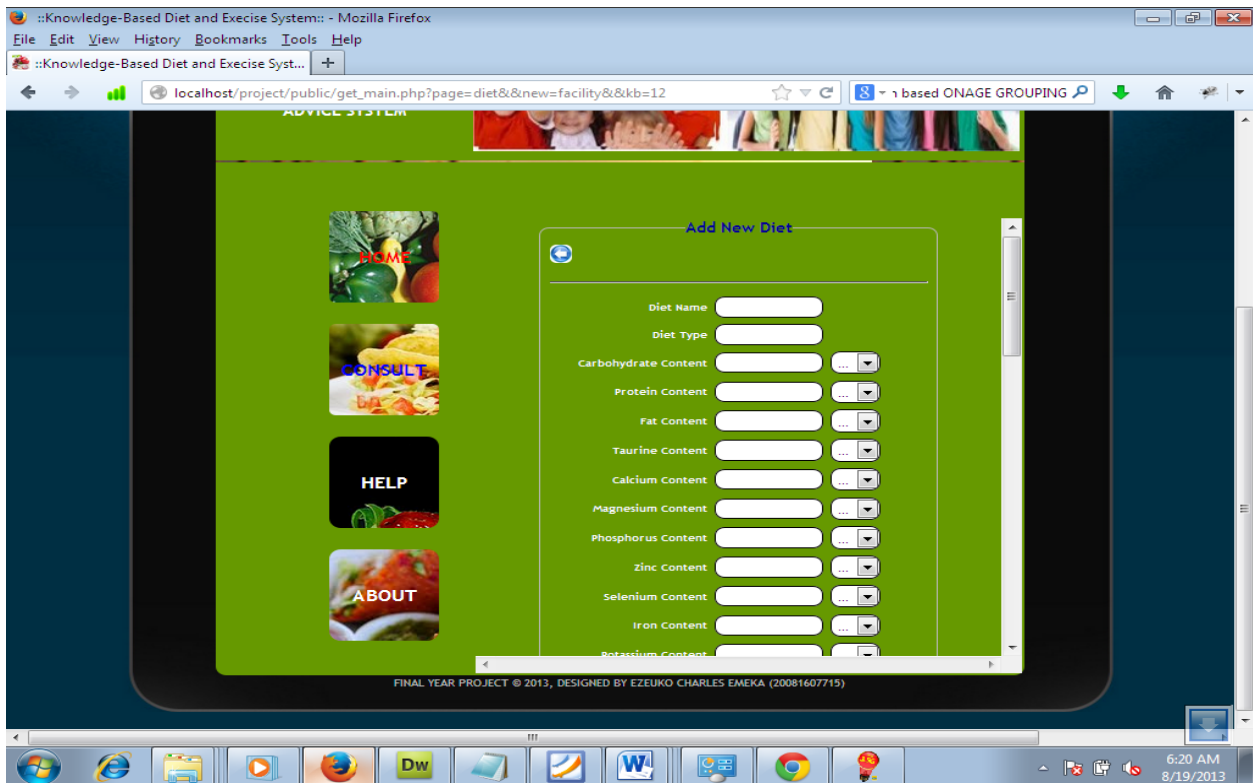 ::Knowledge-Based Diet and Execise System:: - Mozilla Firefox
File Edit View History Bookmarks Tools Help
::Knowledge-Based Diet and Execise Syst... +
localhost/project/public/get_main.php?page=diet&&new=facility&&kb=12
based ONAGE GROUPING
ADVICE SYSTEM
HOME
CONSULT
HELP
ABOUT
Add New Diet
Diet Name
Diet Type
Carbohydrate Content ...
Protein Content ...
Fat Content ...
Taurine Content ...
Calcium Content ...
Magnesium Content ...
Phosphorus Content ...
Zinc Content ...
Selenium Content ...
Iron Content ...
Potassium Content
FINAL YEAR PROJECT © 2013, DESIGNED BY EZEUKO CHARLES EMEKA (20081607715)
Dw
W
6:20 AM
8/19/2013